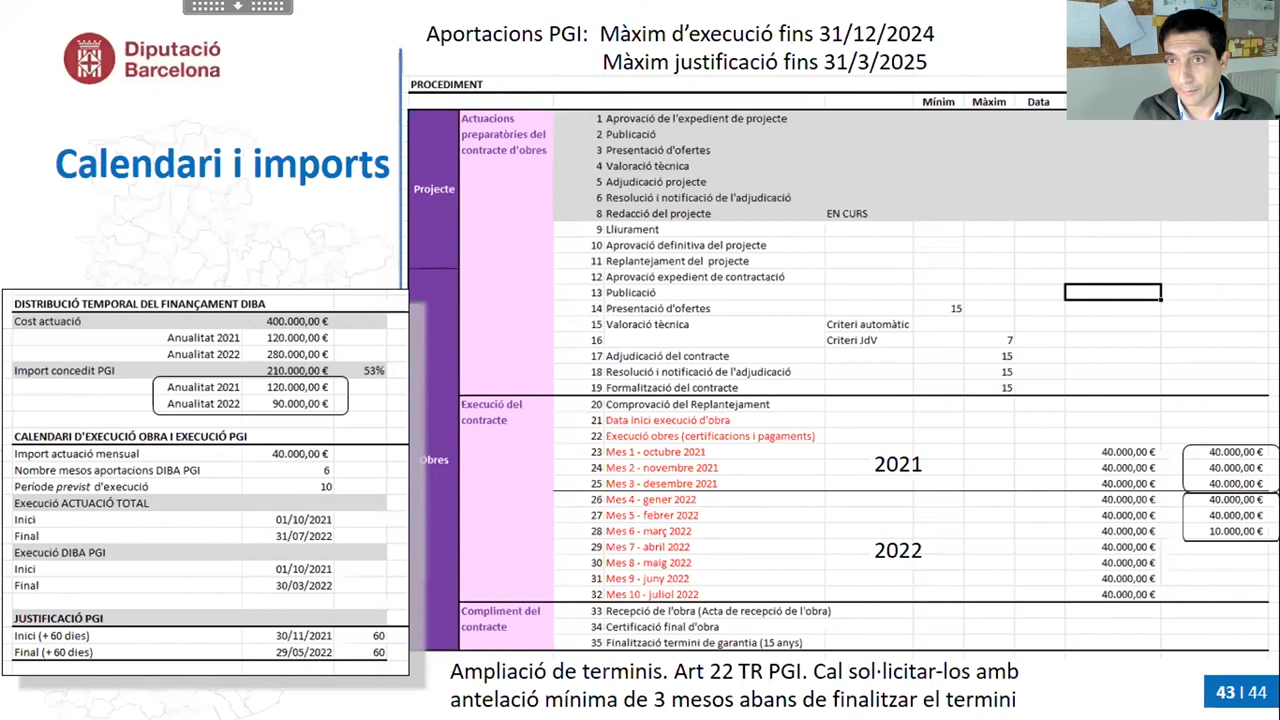 Diputació
Barcelona
Calendari i imports
Aportacions PGI: Màxim d'execució fins 31/12/2024
Màxim justificació fins 31/3/2025
PROCEDIMENT
Mínim Màxim Data
Projecte
Actuacions
preparatòries del
contracte d'obres
1 Aprovació de l'expedient de projecte
2 Publicació
3 Presentació d'ofertes
4 Valoració tècnica
5 Adjudicació projecte
6 Resolució i notificació de l'adjudicació
8 Redacció del projecte EN CURS
9 Lliurament
10 Aprovació definitiva del projecte
11 Replantejament del projecte
Obres
12 Aprovació expedient de contractació
13 Publicació
14 Presentació d'ofertes 15
15 Valoració tècnica Criteri automàtic
16 Criteri JdV 7
17 Adjudicació del contracte 15
18 Resolució i notificació de l'adjudicació 15
19 Formalització del contracte 15
Execució del
contracte
20 Comprovació del Replantejament
21 Data inici execució d'obra
22 Execució obres (certificacions i pagaments)
23 Mes 1 - octubre 2021 40.000,00 € 40.000,00 €
2021
24 Mes 2 - novembre 2021 40.000,00 € 40.000,00 €
25 Mes 3 - desembre 2021 40.000,00 € 40.000,00 €
26 Mes 4 - gener 2022 40.000,00 € 40.000,00 €
27 Mes 5 - febrer 2022 40.000,00 € 40.000,00 €
28 Mes 6 - març 2022 40.000,00 € 10.000,00 €
2022
29 Mes 7 - abril 2022 40.000,00 €
30 Mes 8 - maig 2022 40.000,00 €
31 Mes 9 - juny 2022 40.000,00 €
32 Mes 10 - juliol 2022 40.000,00 €
Compliment del
contracte
33 Recepció de l'obra (Acta de recepció de l'obra)
34 Certificació final d'obra
35 Finalització termini de garantia (15 anys)
DISTRIBUCIÓ TEMPORAL DEL FINANÇAMENT DIBA
Cost actuació 400.000,00 €
Anualitat 2021 120.000,00 €
Anualitat 2022 280.000,00 €
Import concedit PGI 210.000,00 € 53%
Anualitat 2021 120.000,00 €
Anualitat 2022 90.000,00 €
CALENDARI D'EXECUCIÓ OBRA I EXECUCIÓ PGI
Import actuació mensual 40.000,00 €
Nombre mesos aportacions DIBA PGI 6
Període previst d'execució 10
Execució ACTUACIÓ TOTAL
Inici 01/10/2021
Final 31/07/2022
Execució DIBA PGI
Inici 01/10/2021
Final 30/03/2022
JUSTIFICACIÓ PGI
Inici (+ 60 dies) 30/11/2021 60
Final (+ 60 dies) 29/05/2022 60
Ampliació de terminis. Art 22 TR PGI. Cal sol·licitar-los amb
antelació mínima de 3 mesos abans de finalitzar el termini
43 I 44